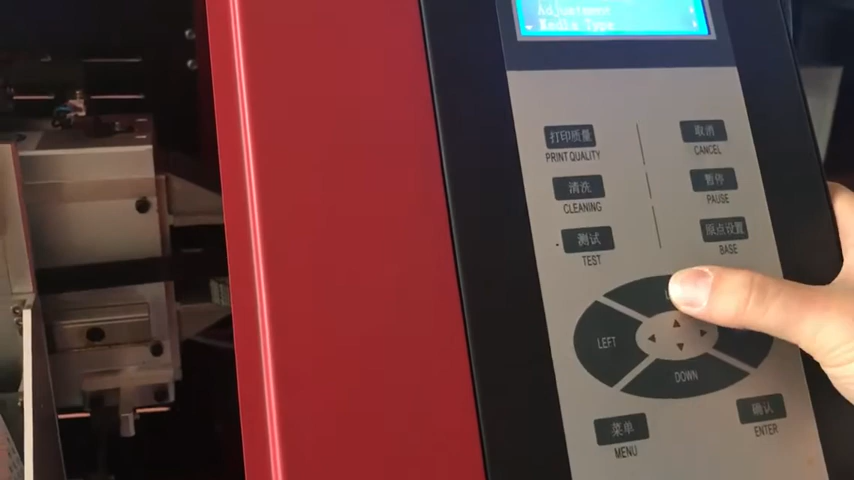 Adjustment
Media Type
打印质量
PRINT QUALITY
取消
CANCEL
清洗
CLEANING
暂停
PAUSE
测试
TEST
原点设置
BASE
LEFT
DOWN
菜单
MENU
确认
ENTER